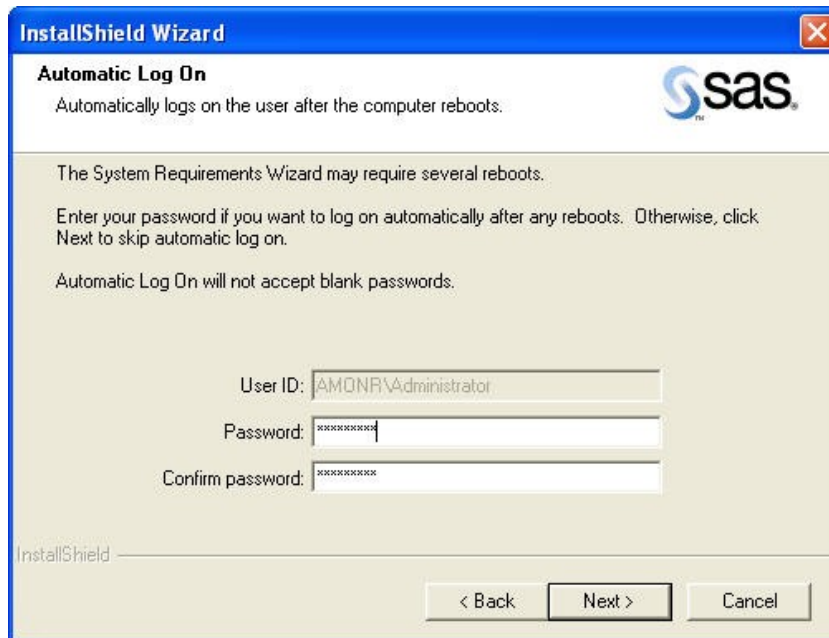 InstallShield Wizard
Automatic Log On
Automatically logs on the user after the computer reboots.
sas.
TM
The System Requirements Wizard may require several reboots.
Enter your password if you want to log on automatically after any reboots. Otherwise, click
Next to skip automatic log on.
Automatic Log On will not accept blank passwords.
User ID: AMONR\Administrator
Password: *********
Confirm password: *********
InstallShield
< Back Next > Cancel